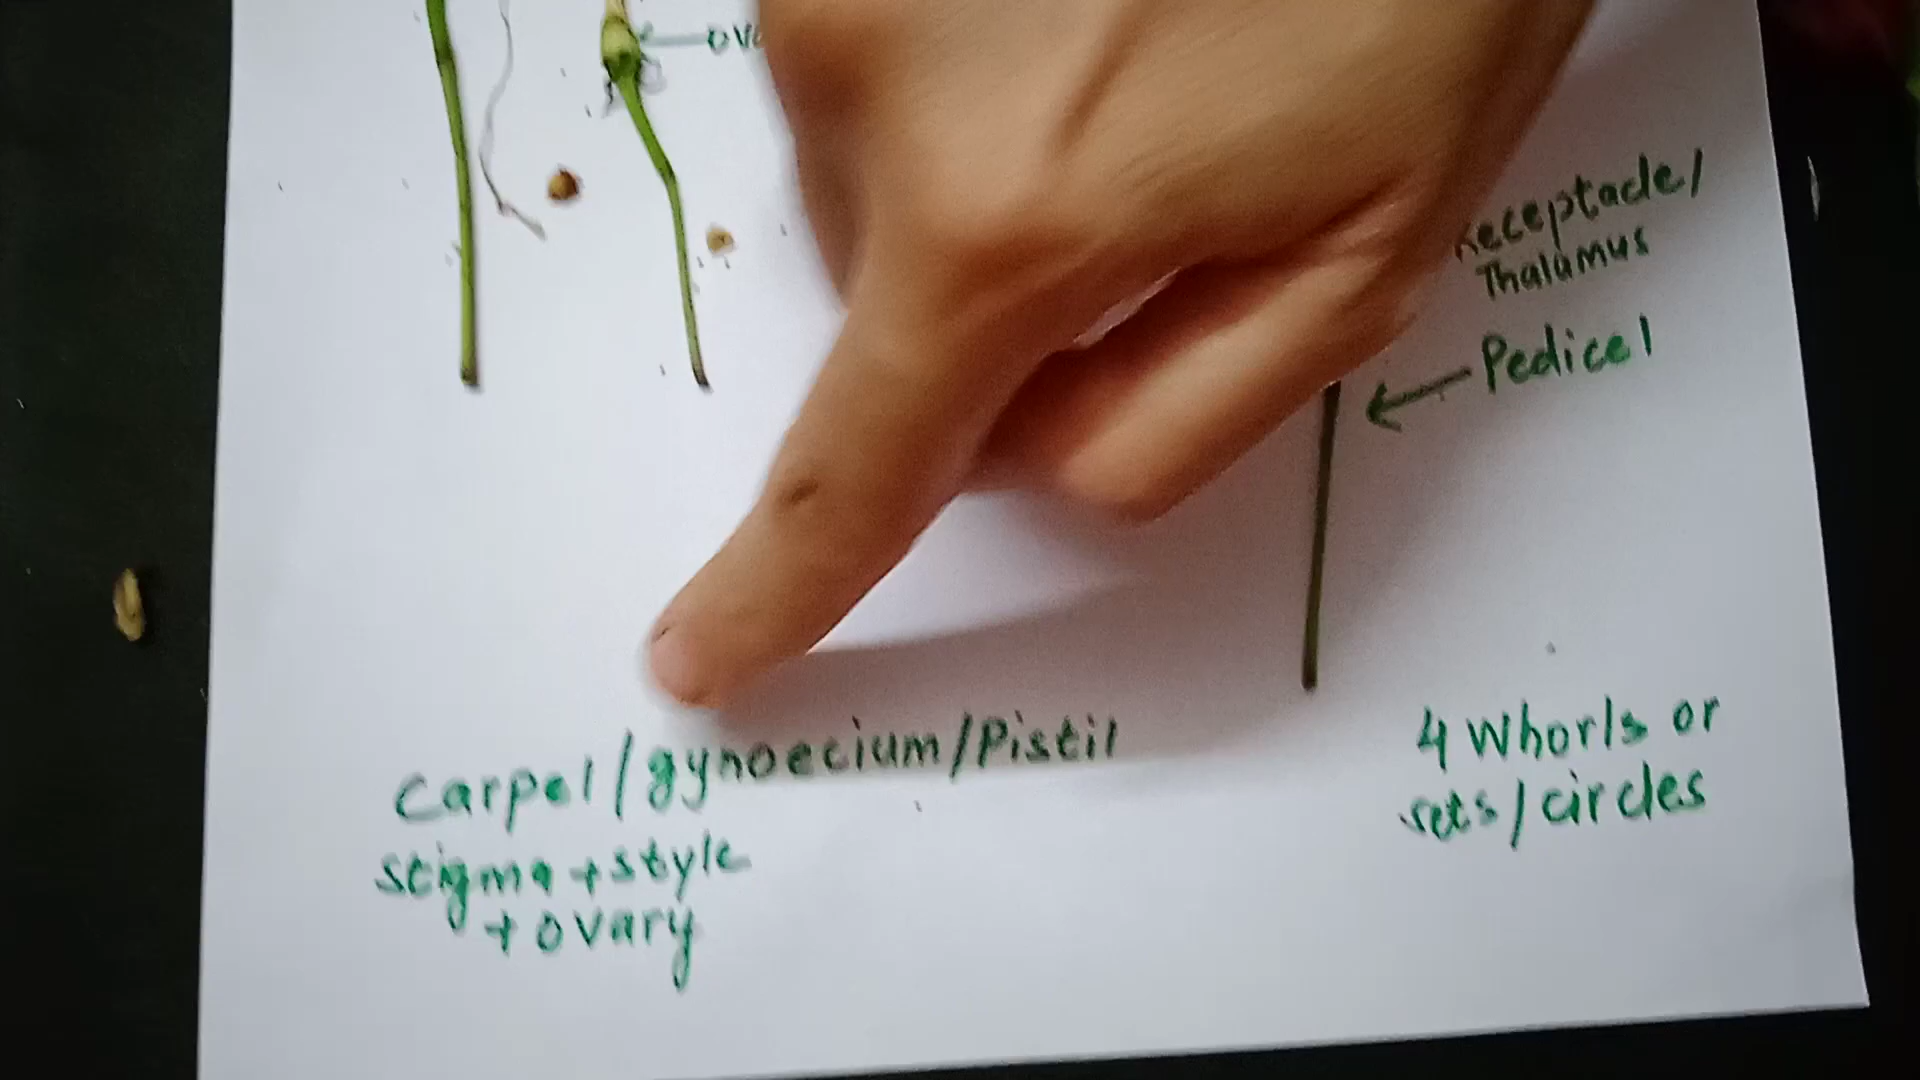 Receptacle/
Thalamus
Pedicel
Carpel/gynoecium/Pistil
stigma + style
+ ovary
4 Whorls or
sets/circles